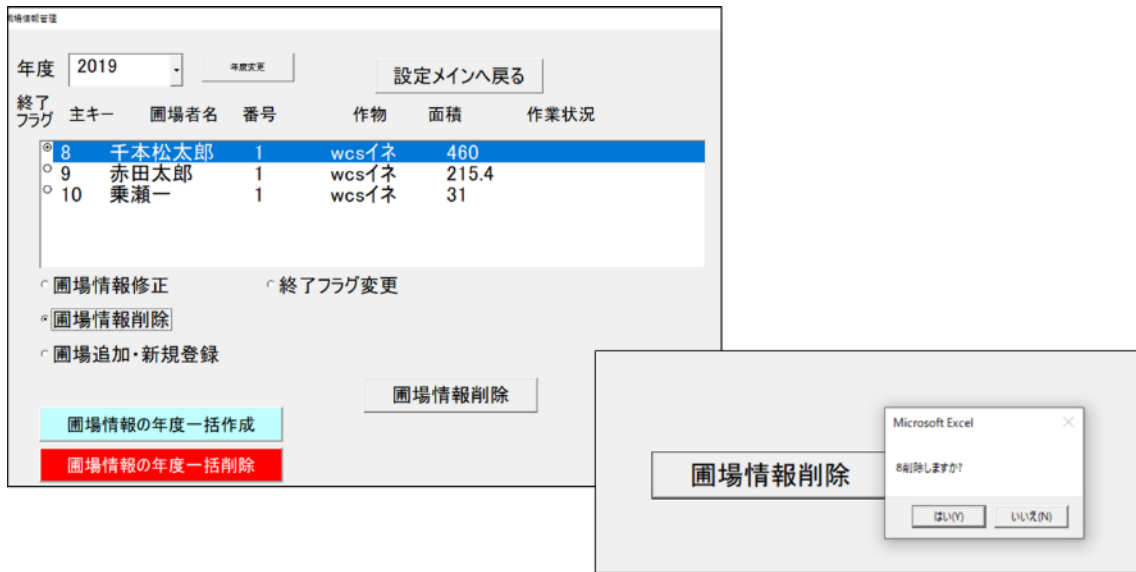 圃場情報管理
年度 2019 年度変更 設定メインへ戻る
終了
フラグ 主キー 圃場者名 番号 作物 面積 作業状況
8 千本松太郎 1 wcsイネ 460
9 赤田太郎 1 wcsイネ 215.4
10 乗瀬一 1 wcsイネ 31
圃場情報修正 終了フラグ変更
圃場情報削除
圃場追加・新規登録
圃場情報削除
圃場情報の年度一括作成
圃場情報の年度一括削除
圃場情報削除
Microsoft Excel
8削除しますか?
はい(Y) いいえ(N)